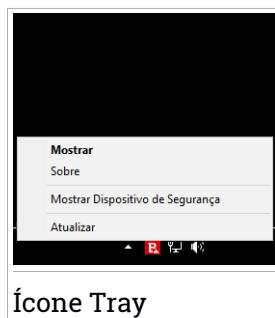 Mostrar
Sobre
Mostrar Dispositivo de Segurança
Atualizar
Ícone Tray